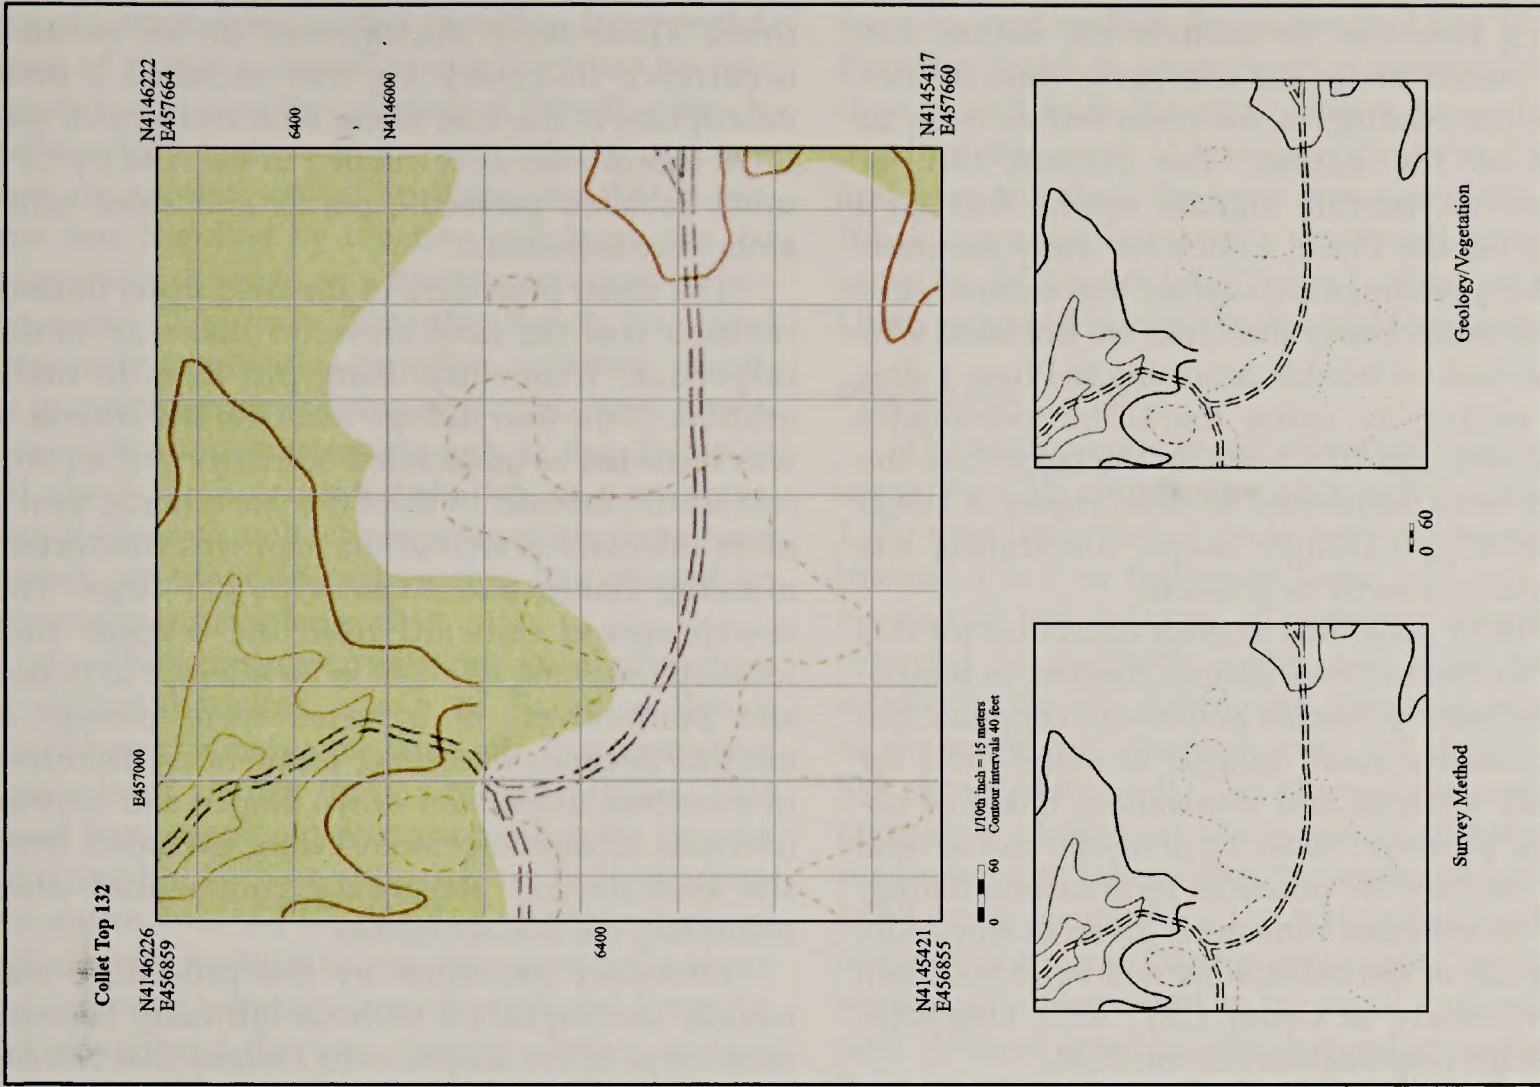 Collet Top 132
N4146226
E456859
E457000
N4146222
E457664
6400
N4146000
6400
N4145421
E456855
N4145417
E457660
0 60
1/10th inch = 15 meters
Contour intervals 40 feet
Survey Method
0 60
Geology/Vegetation